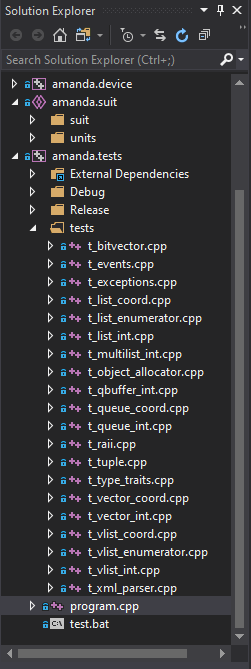 Solution Explorer
Search Solution Explorer (Ctrl+;)
amanda.device
amanda.suit
suit
units
amanda.tests
External Dependencies
Debug
Release
tests
t_bitvector.cpp
t_events.cpp
t_exceptions.cpp
t_list_coord.cpp
t_list_enumerator.cpp
t_list_int.cpp
t_multilist_int.cpp
t_object_allocator.cpp
t_qbuffer_int.cpp
t_queue_coord.cpp
t_queue_int.cpp
t_raii.cpp
t_tuple.cpp
t_type_traits.cpp
t_vector_coord.cpp
t_vector_int.cpp
t_vlist_coord.cpp
t_vlist_enumerator.cpp
t_vlist_int.cpp
t_xml_parser.cpp
program.cpp
test.bat